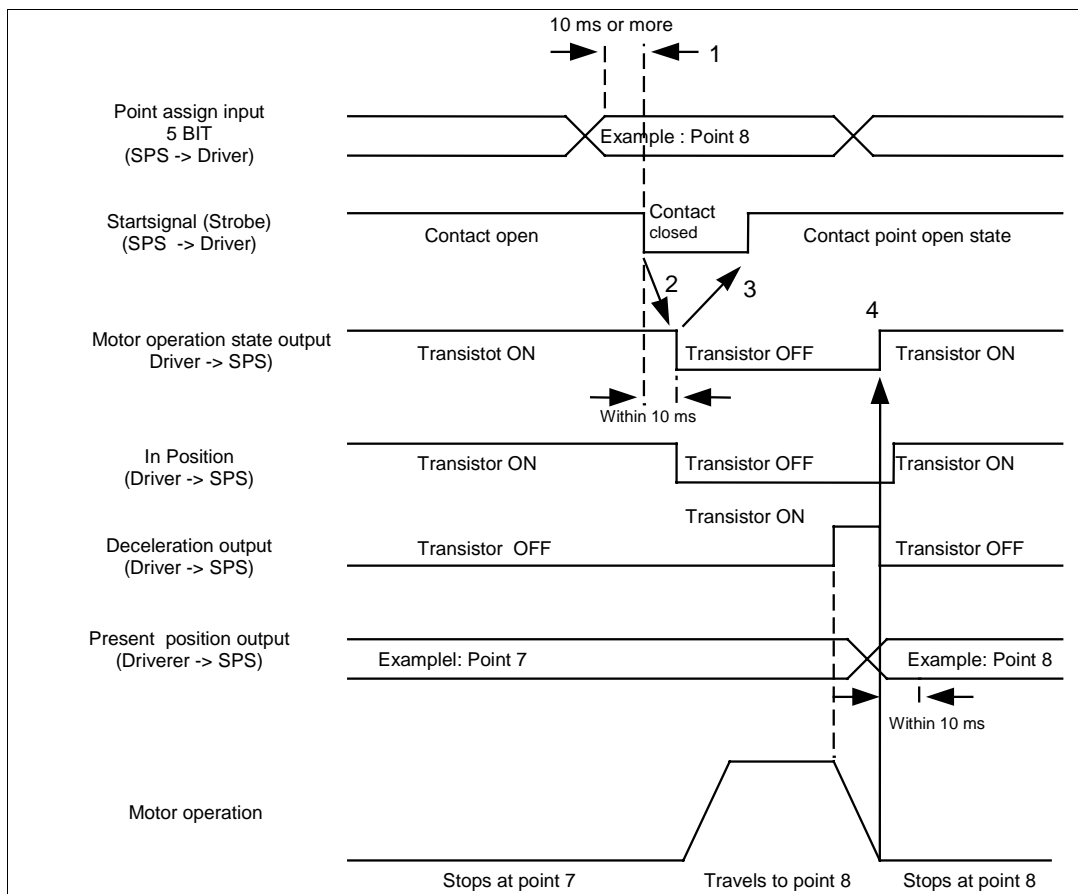 10 ms or more
1
Point assign input
5 BIT
(SPS -> Driver)
Example : Point 8
Startsignal (Strobe)
(SPS -> Driver)
Contact open
Contact
closed
Contact point open state
2
3
4
Motor operation state output
Driver -> SPS)
Transistot ON
Transistor OFF
Transistor ON
Within 10 ms
In Position
(Driver -> SPS)
Transistor ON
Transistor OFF
Transistor ON
Transistor ON
Deceleration output
(Driver -> SPS)
Transistor OFF
Transistor OFF
Present position output
(Driverer -> SPS)
Examplel: Point 7
Example: Point 8
Within 10 ms
Motor operation
Stops at point 7
Travels to point 8
Stops at point 8